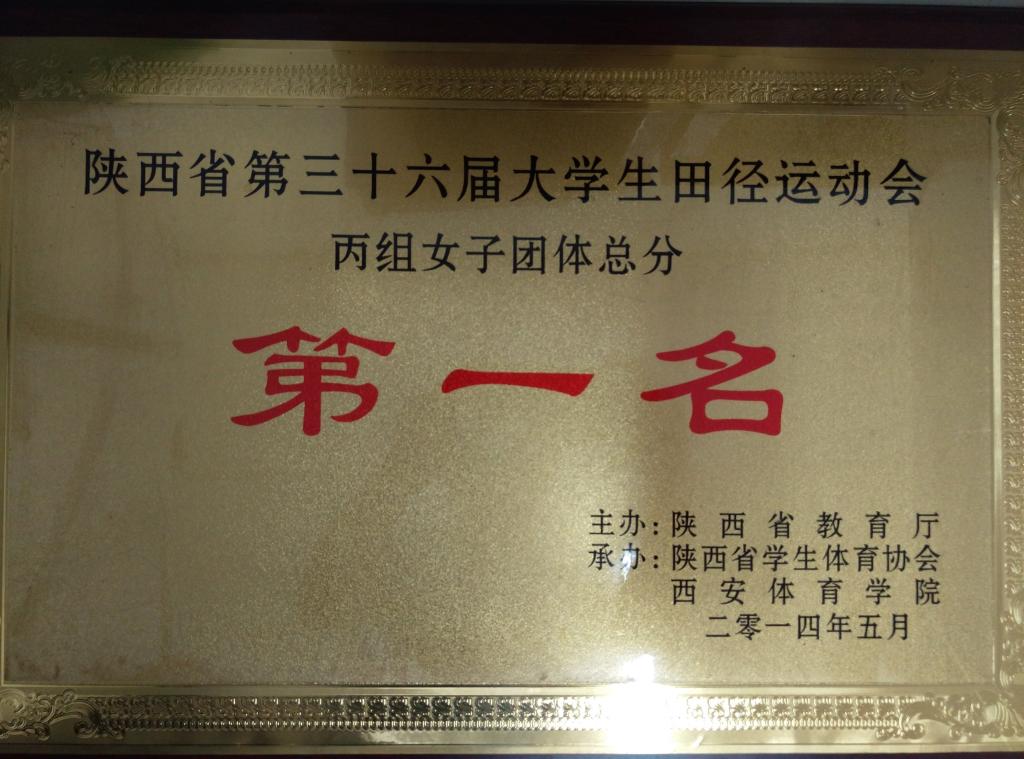 陕西省第三十六届大学生田径运动会
丙组女子团体总分
第一名
主办:陕西省教育厅
承办:陕西省学生体育协会
西安体育学院
二零一四年五月